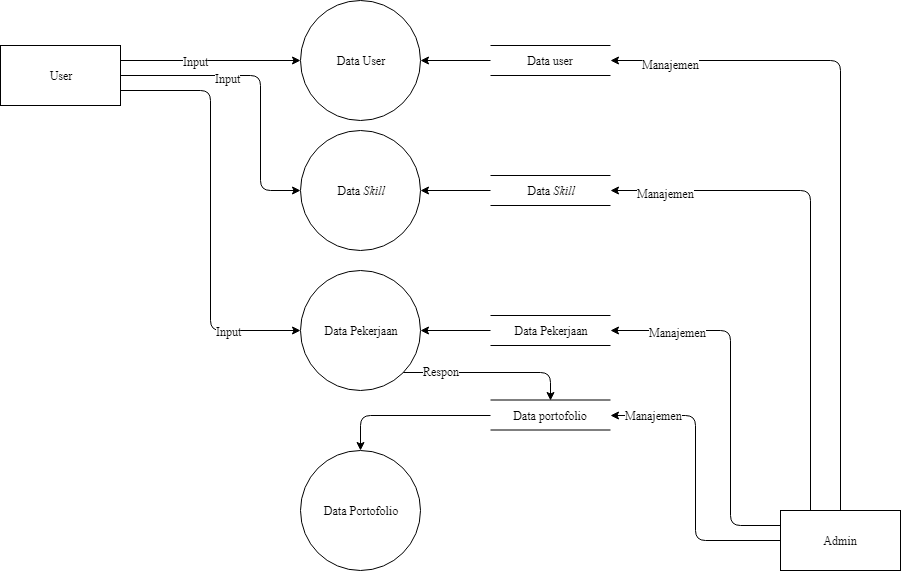 User
Input
Input
Data User
Data user
Manajemen
Data Skill
Data Skill
Manajemen
Input
Data Pekerjaan
Data Pekerjaan
Manajemen
Respon
Data portofolio
Manajemen
Data Portofolio
Admin